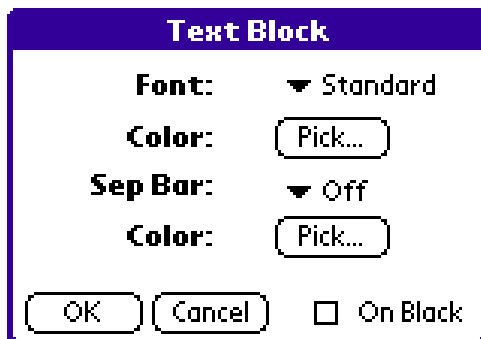 Text Block
Font: Standard
Color: Pick...
Sep Bar: Off
Color: Pick...
OK Cancel On Black